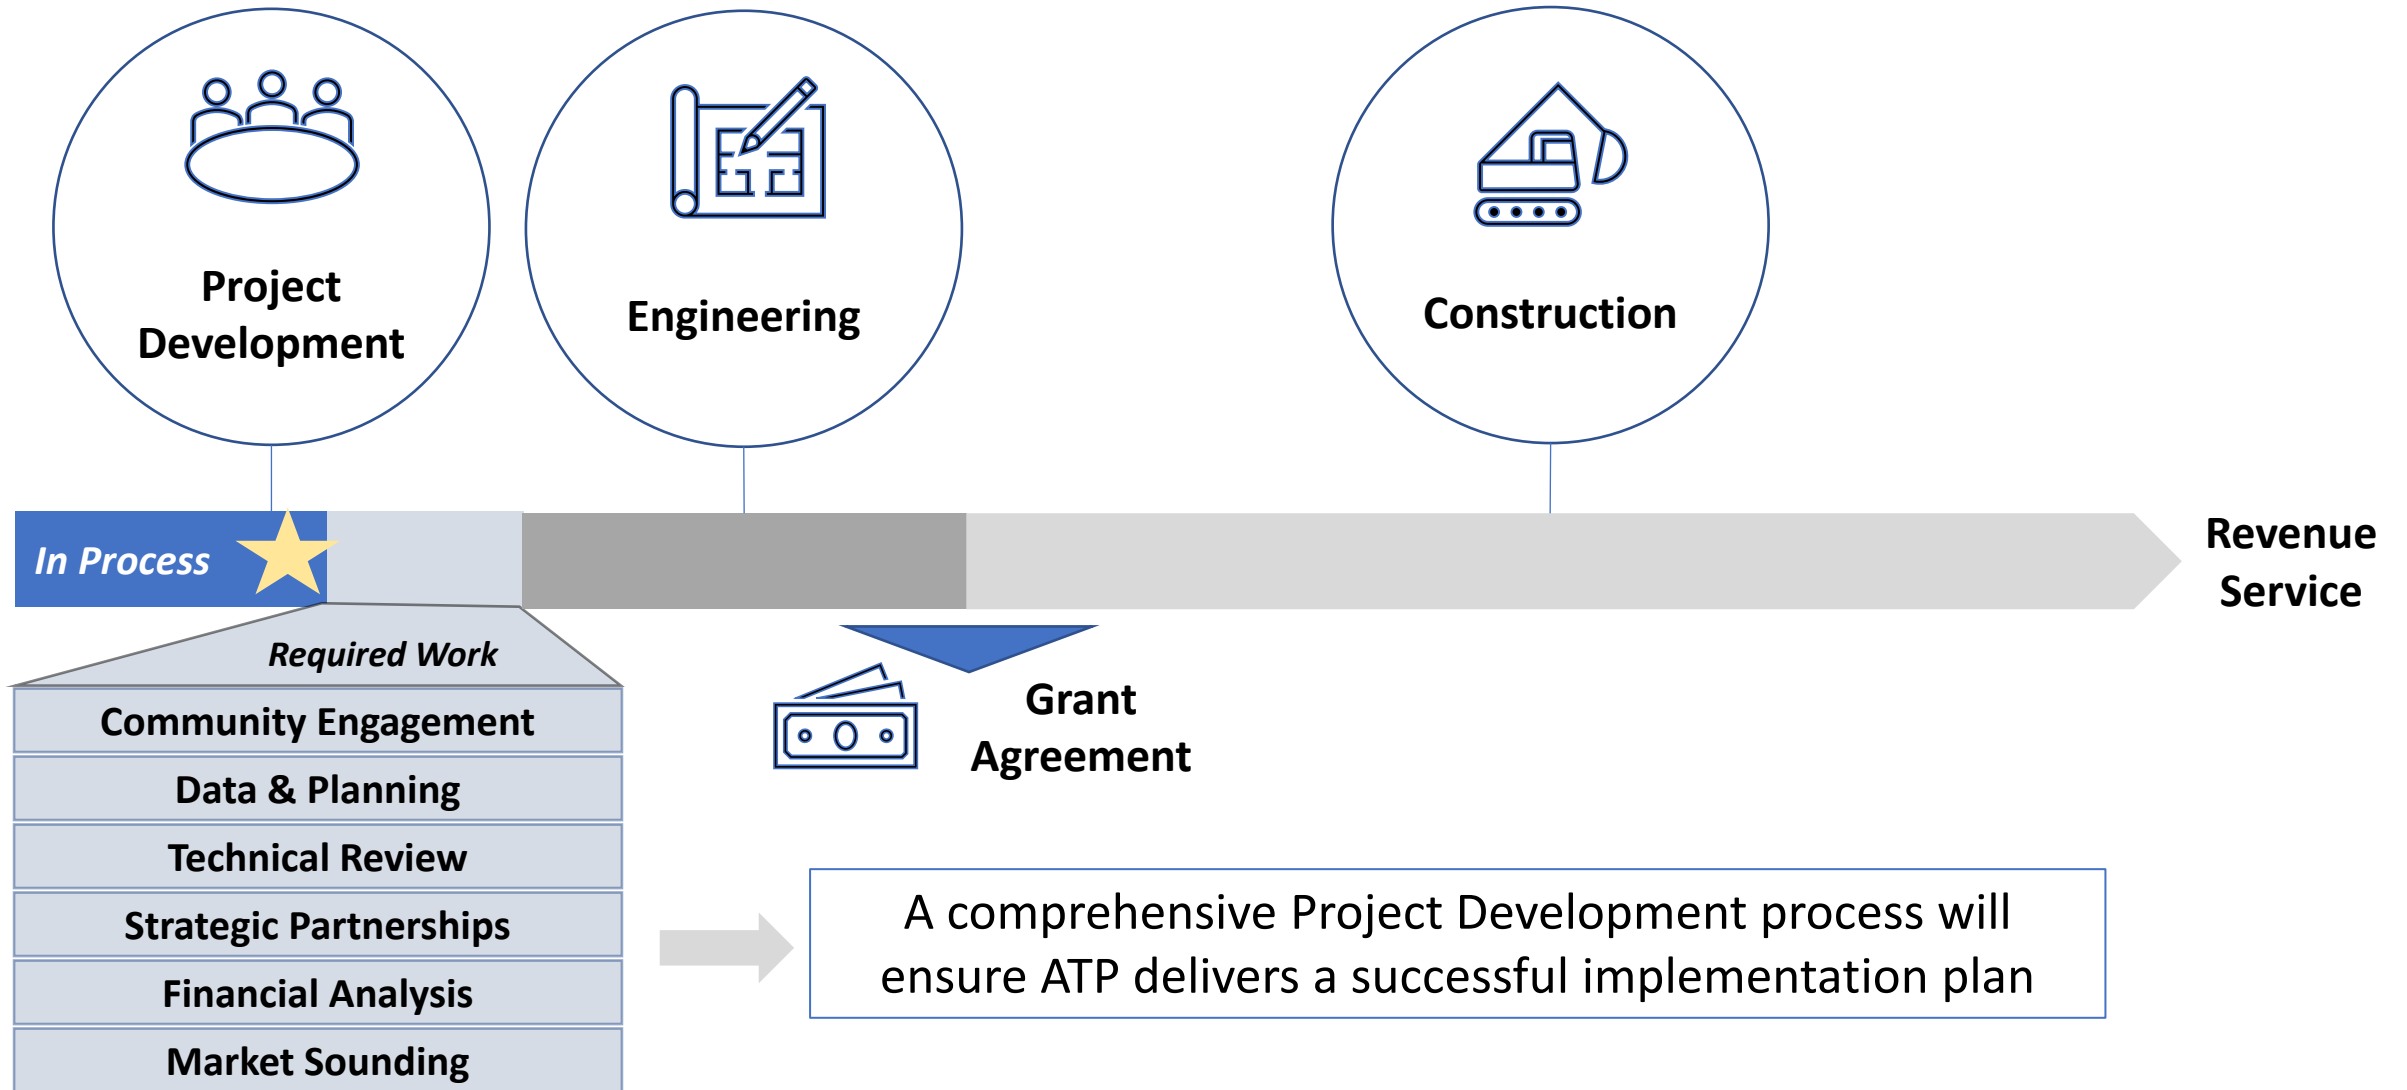 Project
Development
Engineering
Construction
In Process
Revenue
Service
Required Work
Community Engagement
Data & Planning
Technical Review
Strategic Partnerships
Financial Analysis
Market Sounding
Grant
Agreement
A comprehensive Project Development process will
ensure ATP delivers a successful implementation plan